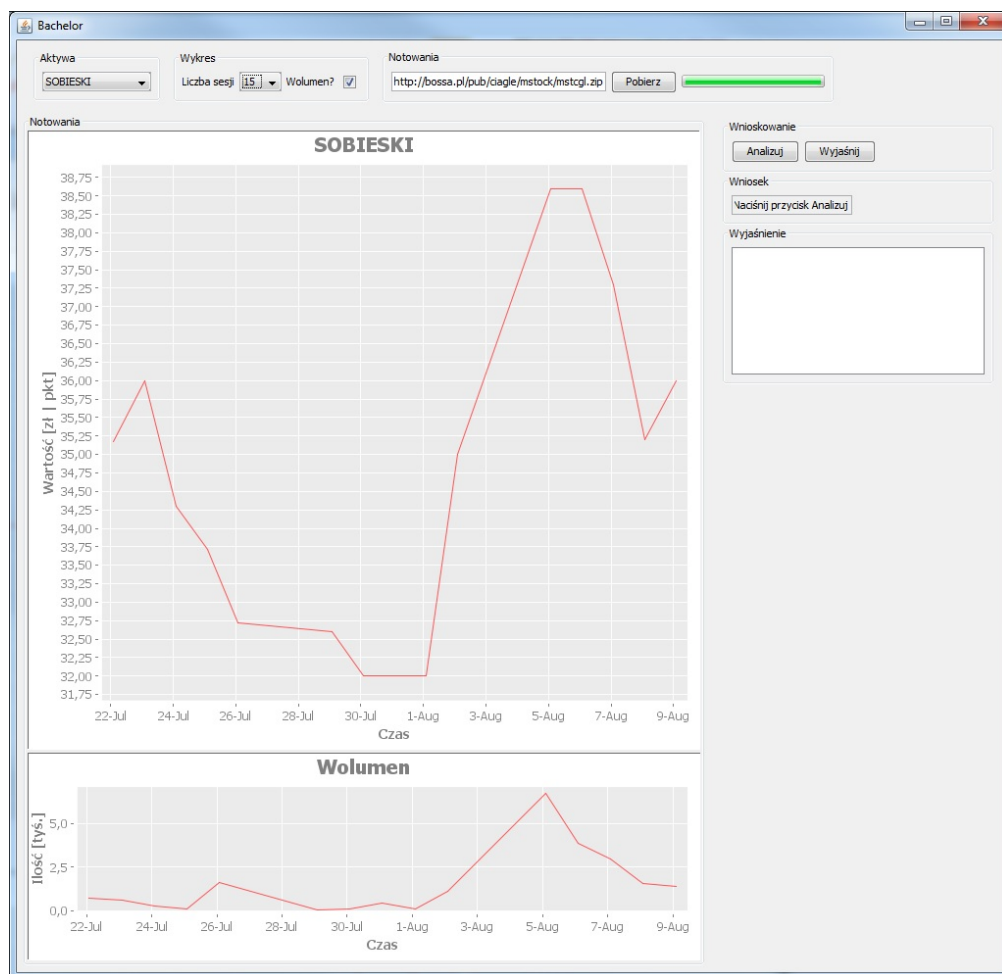 Bachelor
Aktywa
Wykres
Notowania
SOBIESKI
Liczba sesji 15 Wolumen?
http://bossa.pl/pub/ciagle/mstock/mstcgl.zip
Pobierz
Notowania
Wnioskowanie
Analizuj
Wyjaśnij
Wniosek
Naciśnij przycisk Analizuj
Wyjaśnienie
SOBIESKI
38,75
38,50
38,25
38,00
37,75
37,50
37,25
37,00
36,75
36,50
36,25
36,00
35,75
35,50
35,25
35,00
34,75
34,50
34,25
34,00
33,75
33,50
33,25
33,00
32,75
32,50
32,25
32,00
31,75
Wartość [zł | pkt]
22-Jul 24-Jul 26-Jul 28-Jul 30-Jul 1-Aug 3-Aug 5-Aug 7-Aug 9-Aug
Czas
Wolumen
Ilość [tyś.]
5,0
2,5
0,0
22-Jul 24-Jul 26-Jul 28-Jul 30-Jul 1-Aug 3-Aug 5-Aug 7-Aug 9-Aug
Czas